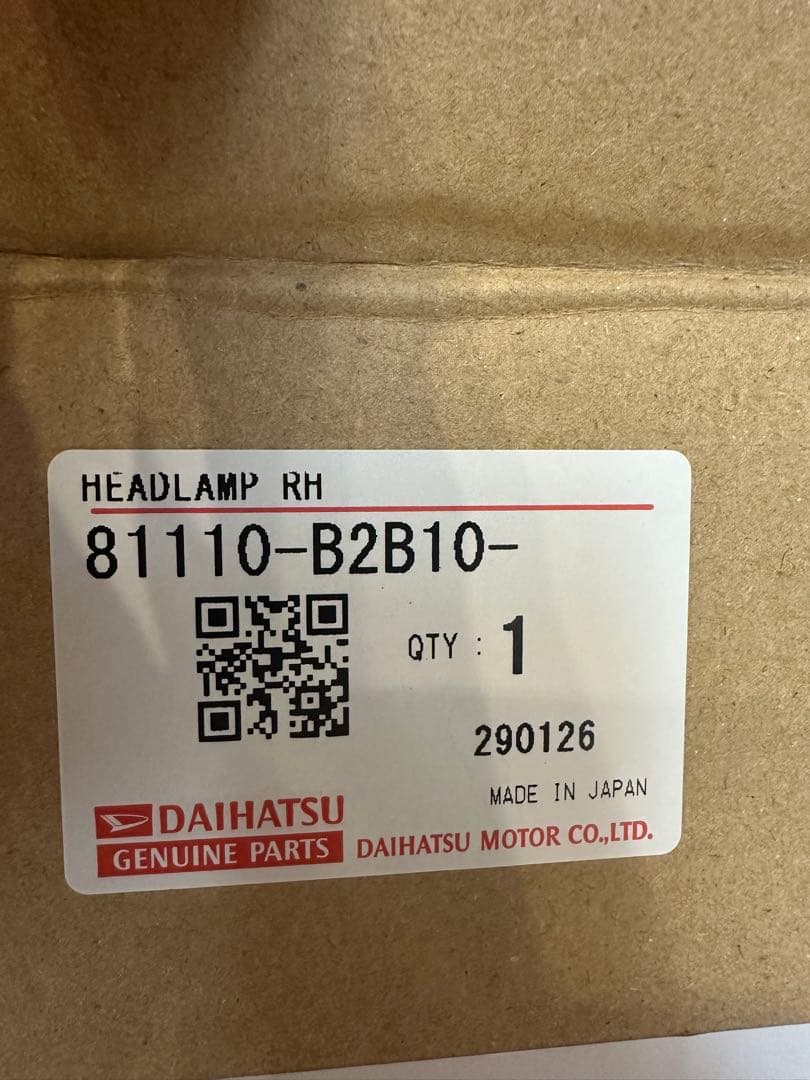 HEADLAMP RH
81110-B2B10-
QTY : 1
290126
MADE IN JAPAN
DAIHATSU
GENUINE PARTS
DAIHATSU MOTOR CO.,LTD.